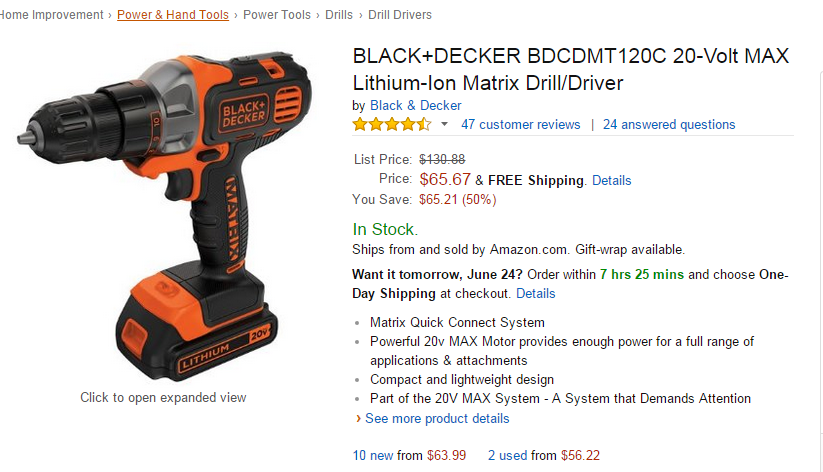 Home Improvement › Power & Hand Tools › Power Tools › Drills › Drill Drivers
BLACK+DECKER BDCDMT120C 20-Volt MAX
Lithium-Ion Matrix Drill/Driver
by Black & Decker
47 customer reviews | 24 answered questions
List Price: $130.88
Price: $65.67 & FREE Shipping. Details
You Save: $65.21 (50%)
In Stock.
Ships from and sold by Amazon.com. Gift-wrap available.
Want it tomorrow, June 24? Order within 7 hrs 25 mins and choose One-
Day Shipping at checkout. Details
• Matrix Quick Connect System
• Powerful 20v MAX Motor provides enough power for a full range of
applications & attachments
• Compact and lightweight design
• Part of the 20V MAX System - A System that Demands Attention
› See more product details
10 new from $63.99 2 used from $56.22
BLACK+
DECKER
MATRIX
LITHIUM 20V
Click to open expanded view